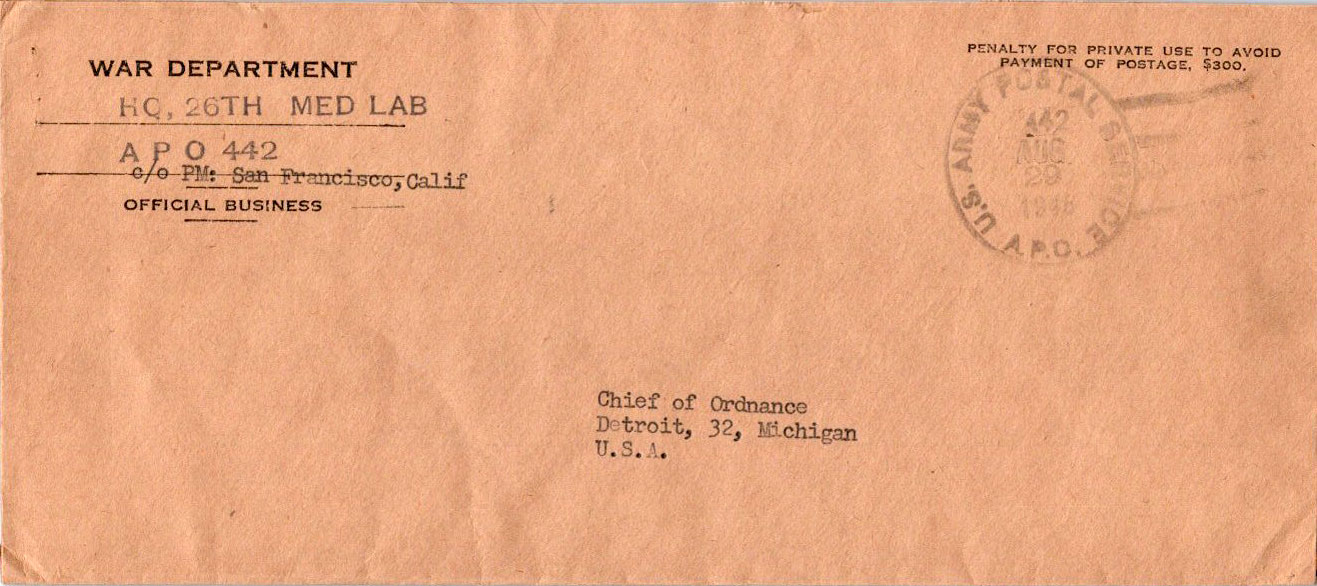 WAR DEPARTMENT
HQ, 26TH MED LAB
A P O 442
c/o PM: San Francisco, Calif
OFFICIAL BUSINESS
PENALTY FOR PRIVATE USE TO AVOID
PAYMENT OF POSTAGE, $300.
U.S. ARMY POSTAL SERVICE
442
AUG
29
A.P.O.
Chief of Ordnance
Detroit, 32, Michigan
U.S.A.